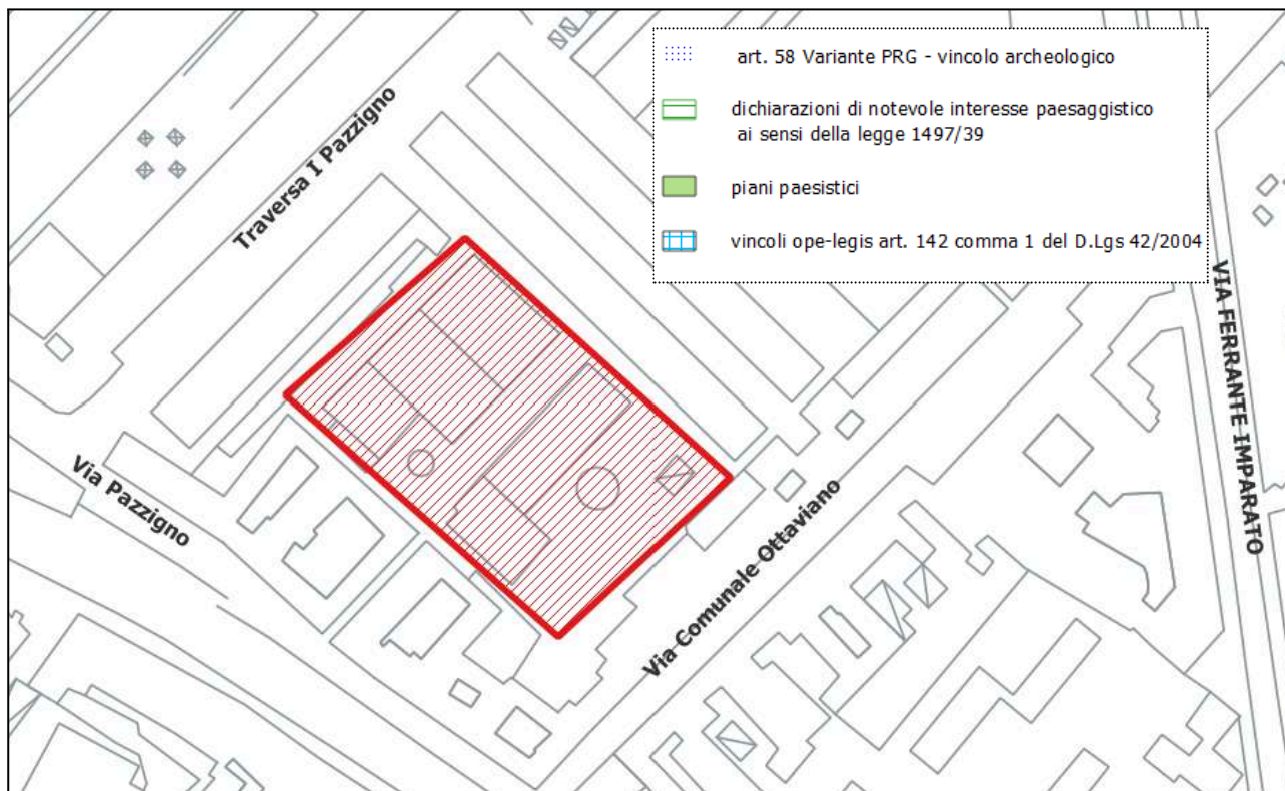 art. 58 Variante PRG - vincolo archeologico
dichiarazioni di notevole interesse paesaggistico
ai sensi della legge 1497/39
piani paesistici
vincoli ope-legis art. 142 comma 1 del D.Lgs 42/2004
Traversa I Pazzigno
Via Pazzigno
Via Comunale Ottaviano
VIA FERRANTE IMPARATO